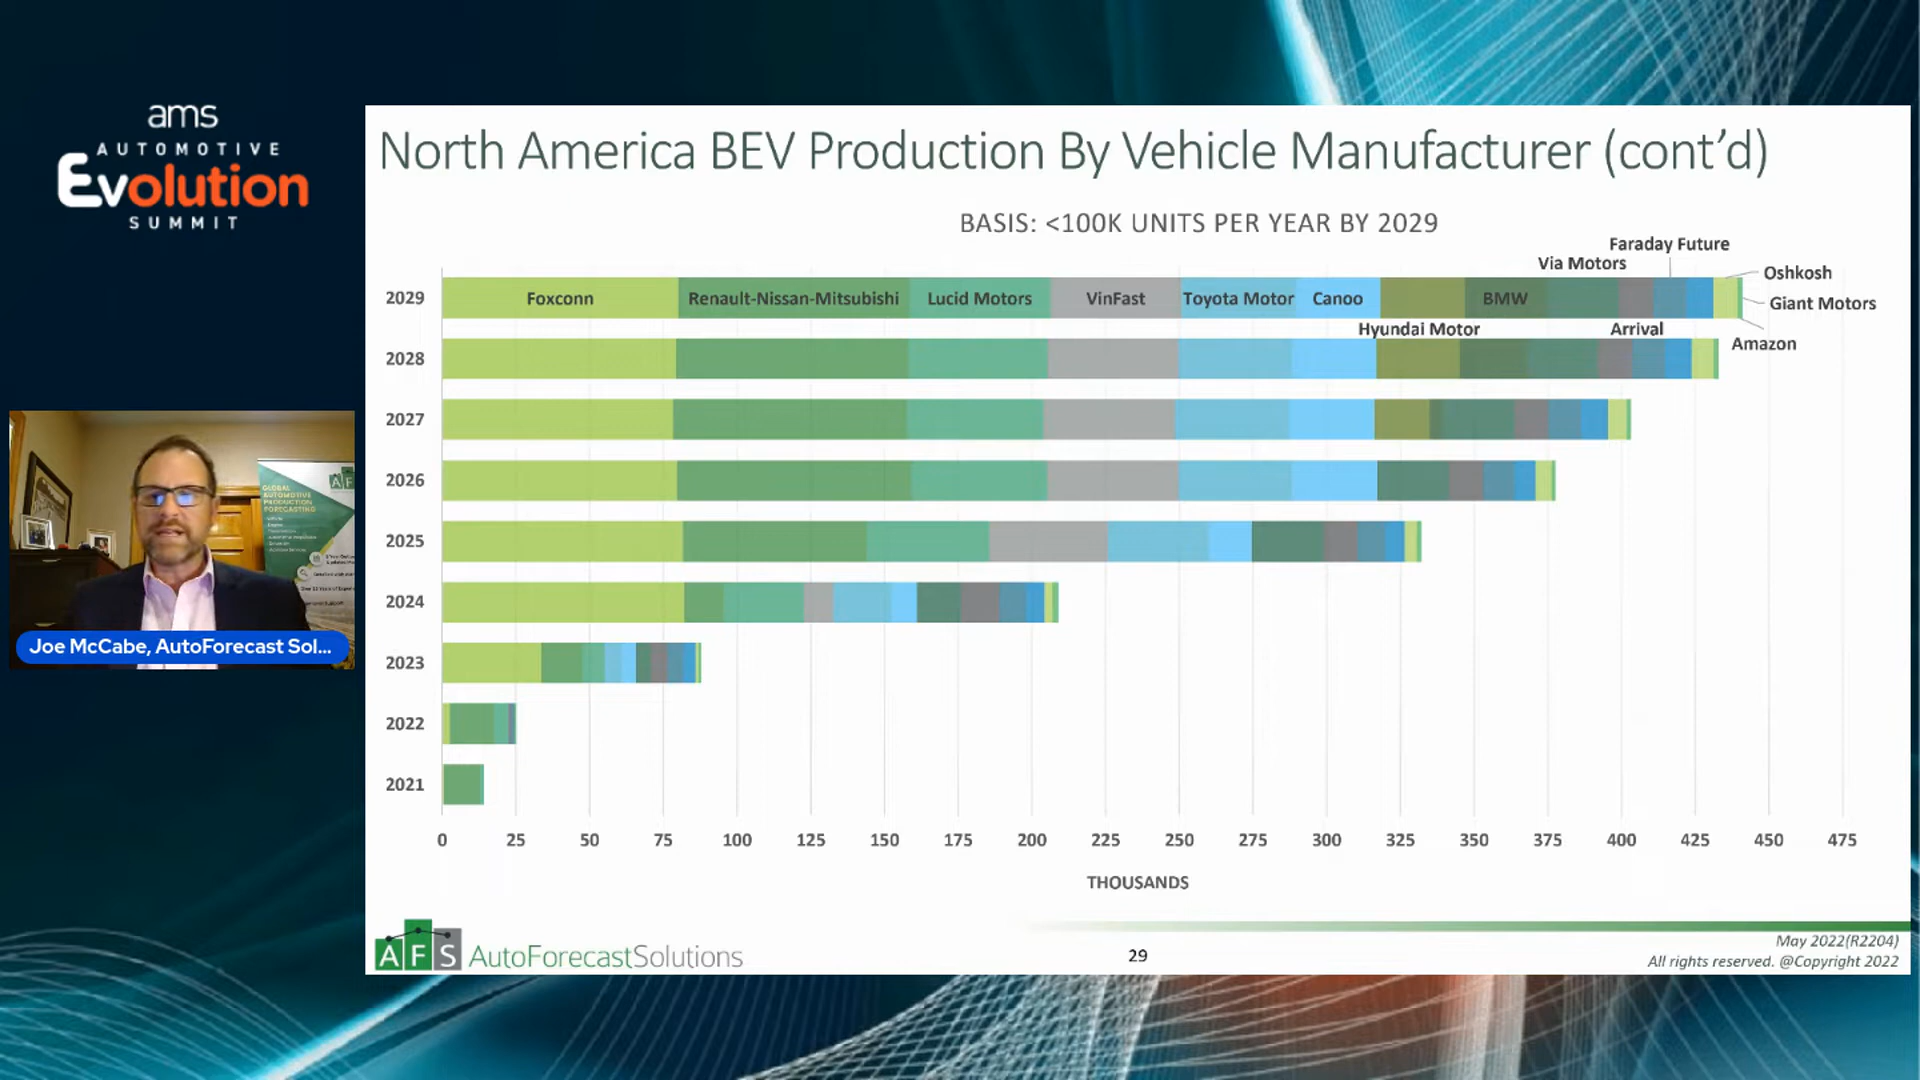 ams
AUTOMOTIVE
Evolution
SUMMIT
North America BEV Production By Vehicle Manufacturer (cont'd)
BASIS: <100K UNITS PER YEAR BY 2029
Faraday Future
Via Motors
Oshkosh
Giant Motors
Amazon
2029
Foxconn
Renault-Nissan-Mitsubishi
Lucid Motors
VinFast
Toyota Motor
Canoo
BMW
Hyundai Motor
Arrival
2028
2027
2026
2025
2024
2023
2022
2021
0 25 50 75 100 125 150 175 200 225 250 275 300 325 350 375 400 425 450 475
THOUSANDS
AFS AutoForecastSolutions
29
May 2022(R2204)
All rights reserved. @Copyright 2022
GLOBAL
AUTOMOTIVE
PRODUCTION
FORECASTING
Joe McCabe, AutoForecast Sol...